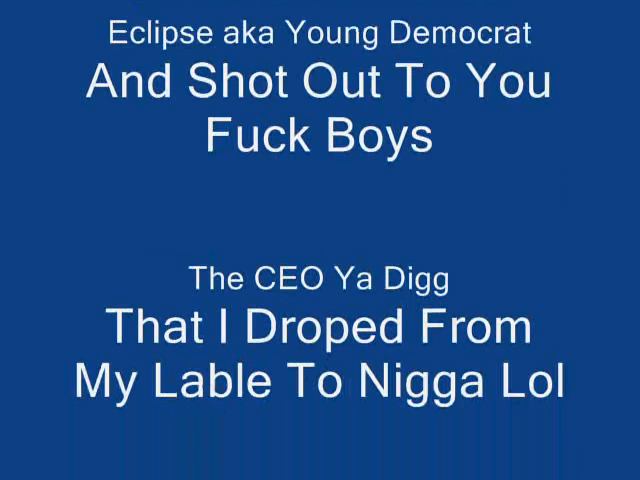 Eclipse aka Young Democrat
And Shot Out To You
Fuck Boys
The CEO Ya Digg
That I Droped From
My Lable To Nigga Lol